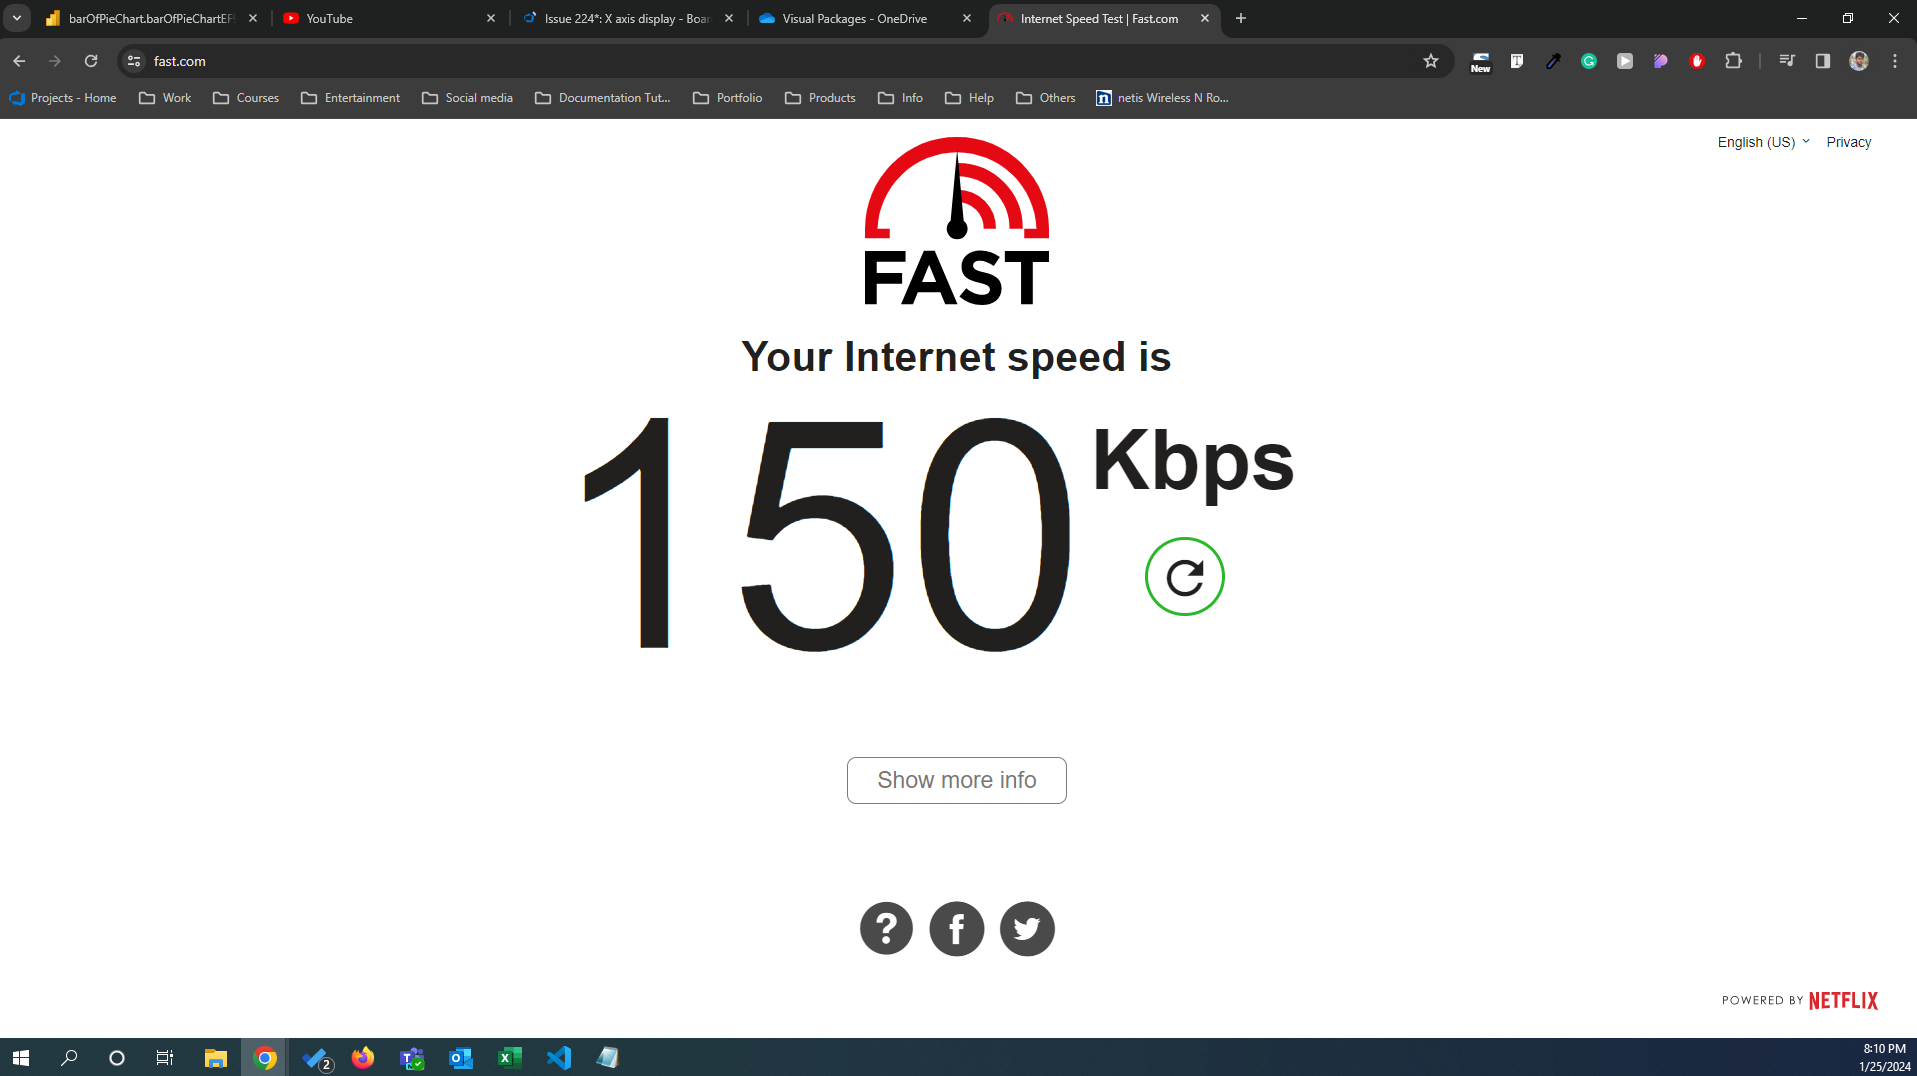 barOfPieChart.barOfPieChartEF
YouTube
Issue 224*: X axis display - Boar
Visual Packages - OneDrive
Internet Speed Test | Fast.com
fast.com
New
Projects - Home
Work
Courses
Entertainment
Social media
Documentation Tut...
Portfolio
Products
Info
Help
Others
netis Wireless N Ro...
English (US)
Privacy
FAST
Your Internet speed is
150 Kbps
Show more info
POWERED BY NETFLIX
2
8:10 PM
1/25/2024